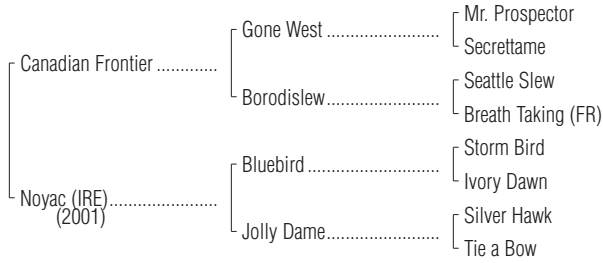 Mr. Prospector
Gone West ....................
Secrettame
Canadian Frontier .............
Seattle Slew
Borodislew ....................
Breath Taking (FR)
Storm Bird
Bluebird ........................
Ivory Dawn
Noyac (IRE) .......................
(2001)
Silver Hawk
Jolly Dame ....................
Tie a Bow